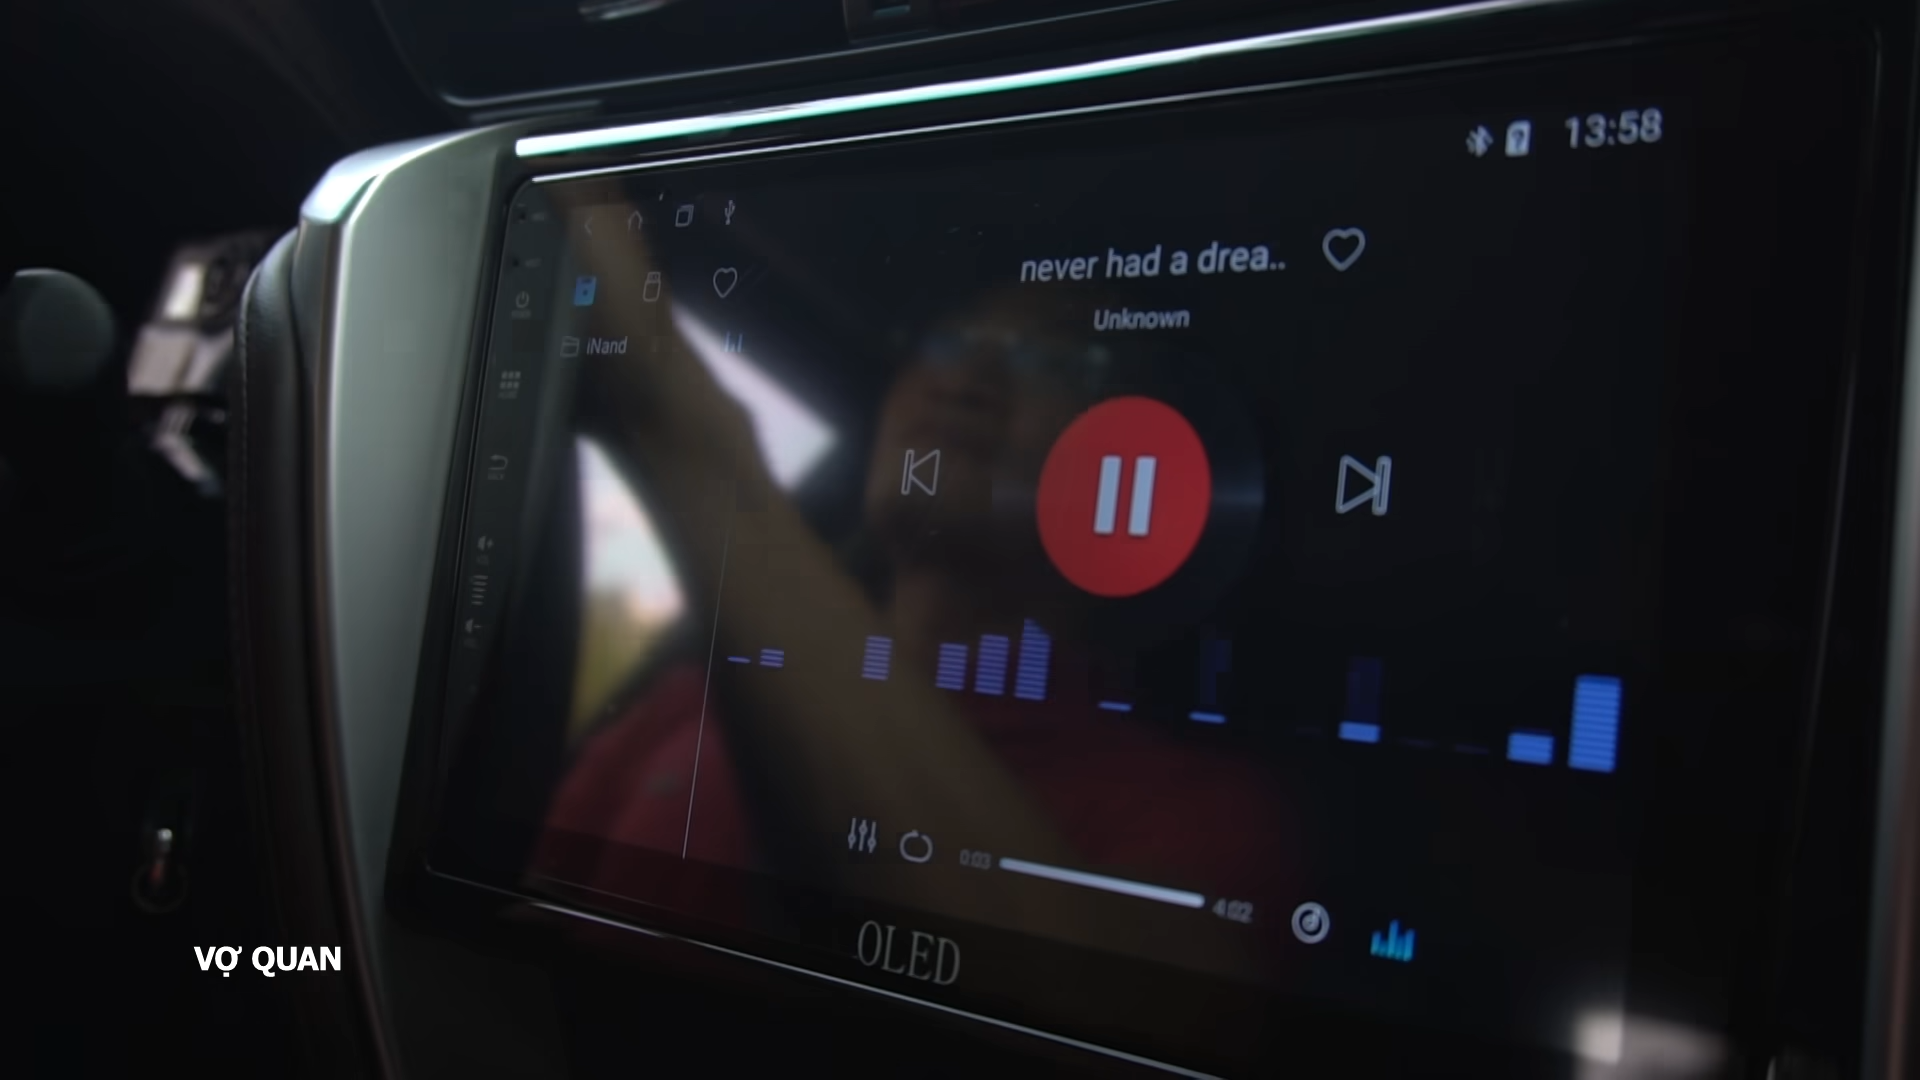 13:58
never had a drea..
Unknown
iNand
0:03
4:02
OLED
VỢ QUAN